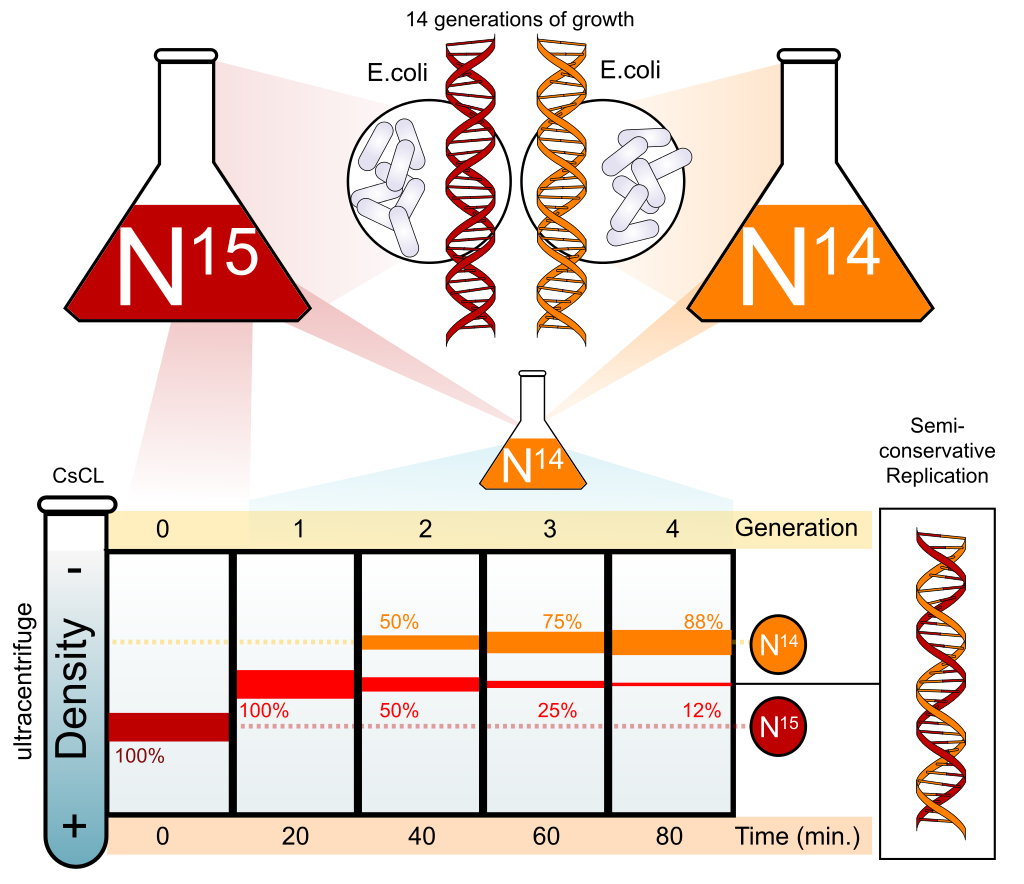 14 generations of growth
E.coli
E.coli
N15
N14
N14
Semi-
conservative
Replication
CsCL
0 1 2 3 4 Generation
ultracentrifuge
- Density +
50% 75% 88%
N14
100% 50% 25% 12%
N15
100%
0 20 40 60 80 Time (min.)